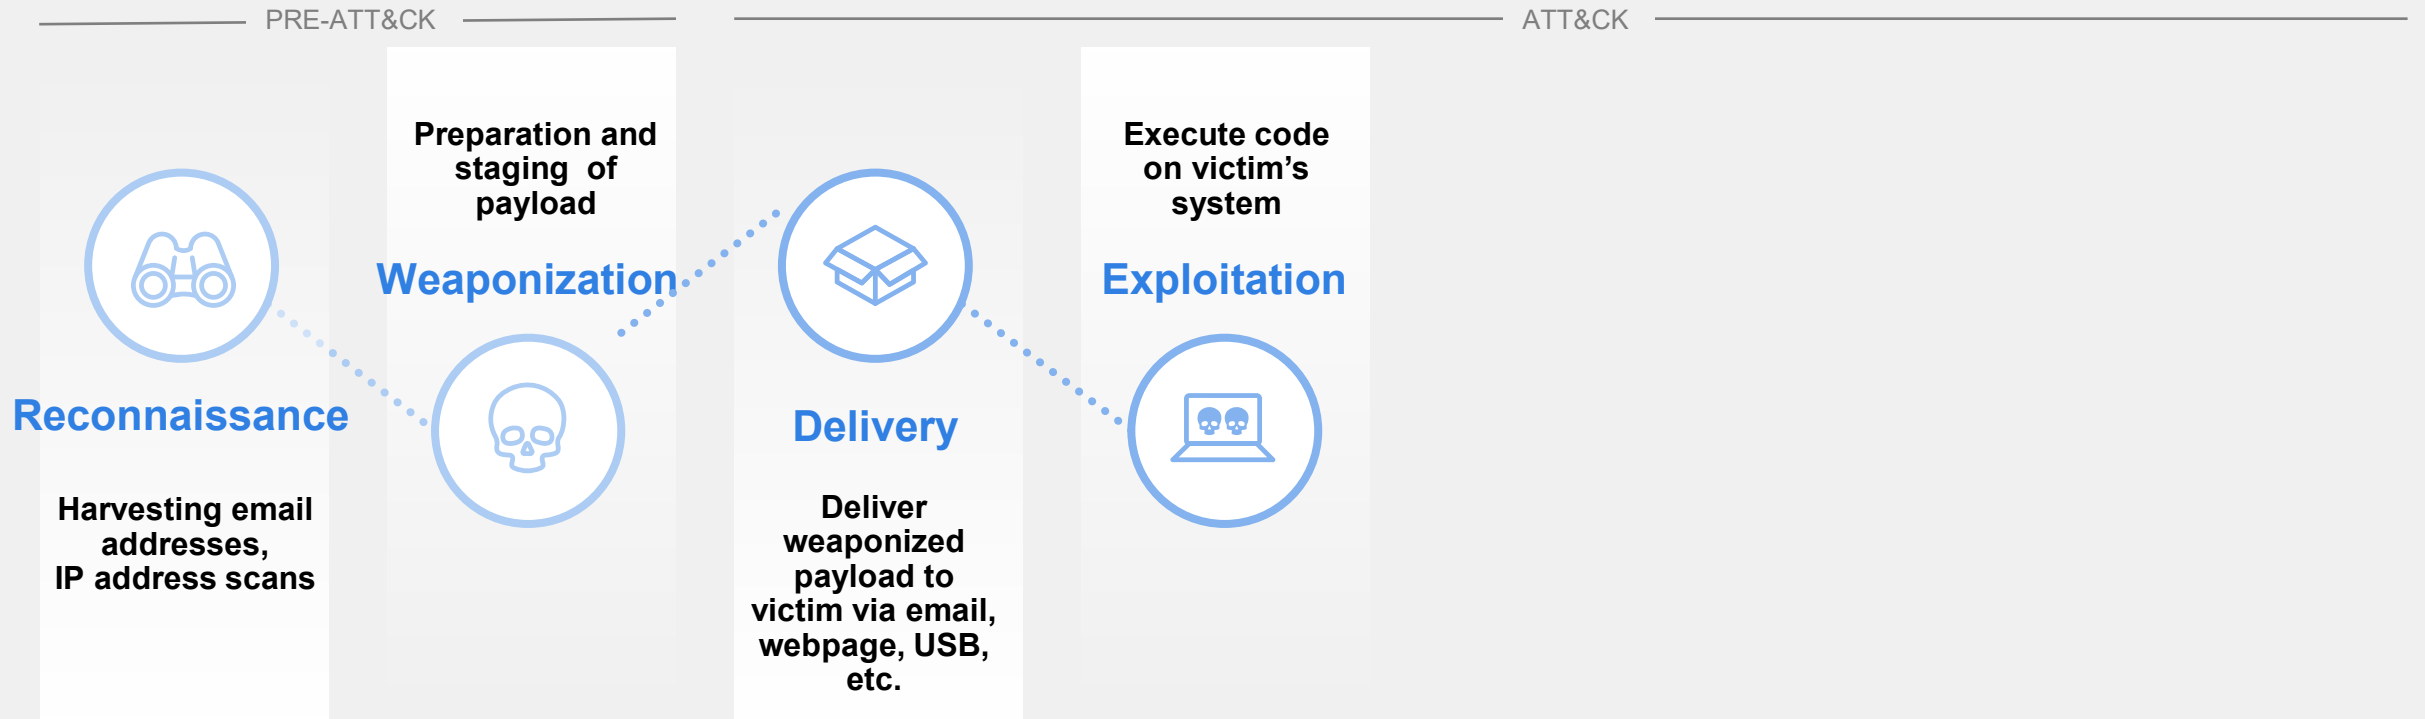 PRE-ATT&CK
ATT&CK
Reconnaissance
Harvesting email
addresses,
IP address scans
Preparation and
staging  of
payload
Weaponization
Delivery
Deliver
weaponized
payload to
victim via email,
webpage, USB,
etc.
Execute code
on victim’s
system
Exploitation